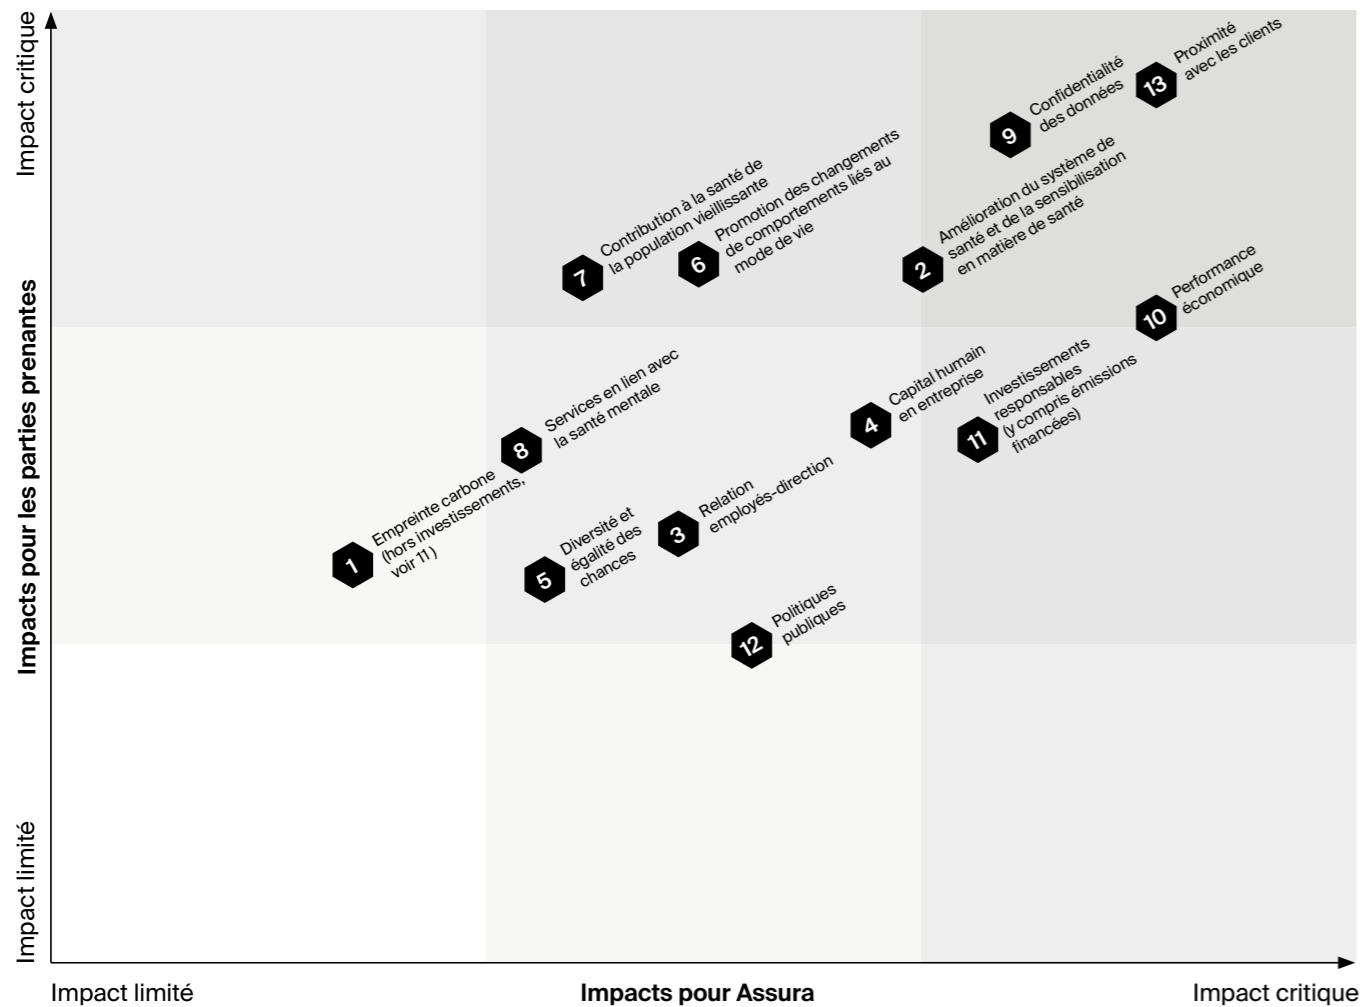 Impact critique
Impacts pour les parties prenantes
Impact limité
13
Proximité
avec les clients
9
Confidentialité
des données
7
Contribution à la santé de
la population vieillissante
6
Promotion des changements
de comportements liés au
mode de vie
2
Amélioration du système de
santé et de la sensibilisation
en matière de santé
10
Performance
économique
8
Services en lien avec
la santé mentale
4
Capital humain
en entreprise
11
Investissements
responsables
(y compris émissions
financées)
1
Empreinte carbone
(hors investissements,
voir 11)
5
Diversité et
égalité des
chances
3
Relation
employés-direction
12
Politiques
publiques
Impact limité
Impacts pour Assura
Impact critique